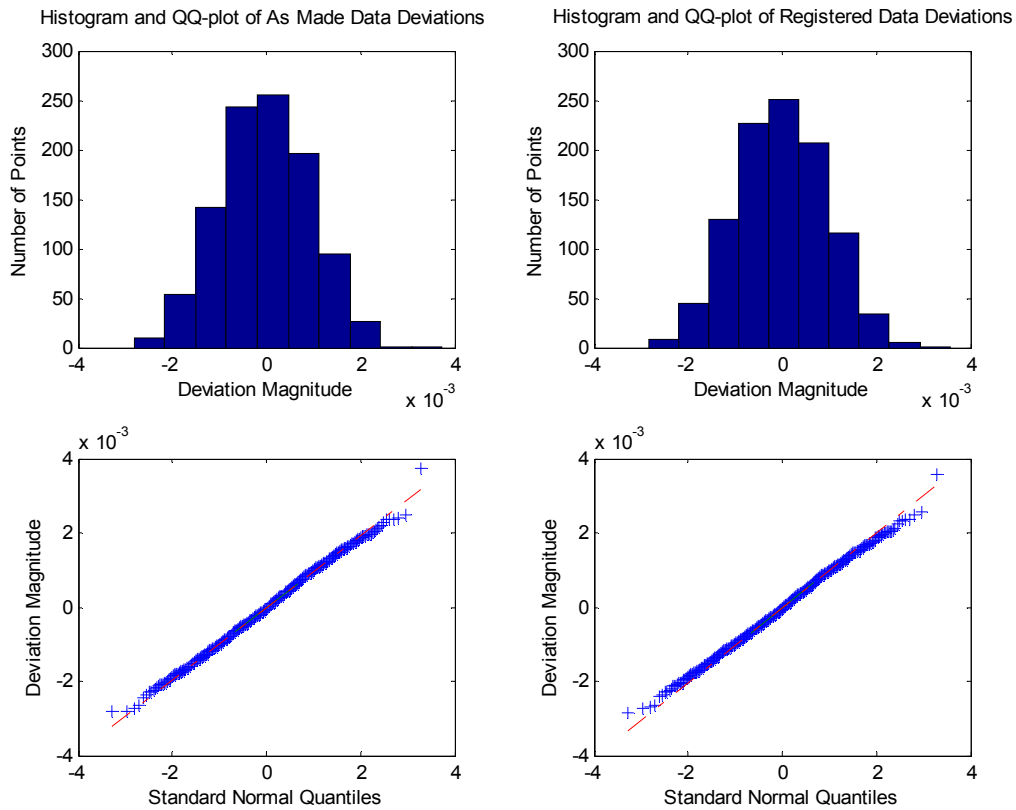 Histogram and QQ-plot of As Made Data Deviations
300
250
200
150
100
50
0
Number of Points
-4 -2 0 2 4
Deviation Magnitude
x 10^-3
Histogram and QQ-plot of Registered Data Deviations
300
250
200
150
100
50
0
Number of Points
-4 -2 0 2 4
Deviation Magnitude
x 10^-3
x 10^-3
4
2
0
-2
-4
Deviation Magnitude
-4 -2 0 2 4
Standard Normal Quantiles
x 10^-3
4
2
0
-2
-4
Deviation Magnitude
-4 -2 0 2 4
Standard Normal Quantiles